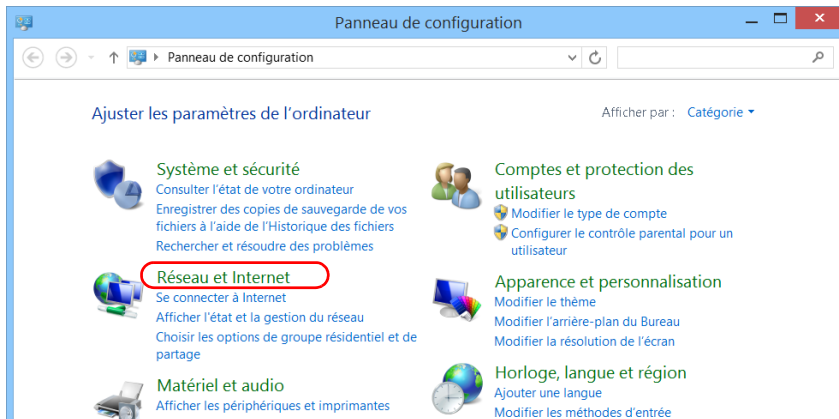 Panneau de configuration
Panneau de configuration
Ajuster les paramètres de l'ordinateur
Afficher par : Catégorie
Système et sécurité
Consulter l'état de votre ordinateur
Enregistrer des copies de sauvegarde de vos
fichiers à l'aide de l'Historique des fichiers
Rechercher et résoudre des problèmes
Réseau et Internet
Se connecter à Internet
Afficher l'état et la gestion du réseau
Choisir les options de groupe résidentiel et de
partage
Matériel et audio
Afficher les périphériques et imprimantes
Comptes et protection des
utilisateurs
Modifier le type de compte
Configurer le contrôle parental pour un
utilisateur
Apparence et personnalisation
Modifier le thème
Modifier l'arrière-plan du Bureau
Modifier la résolution de l'écran
Horloge, langue et région
Ajouter une langue
Modifier les méthodes d'entrée